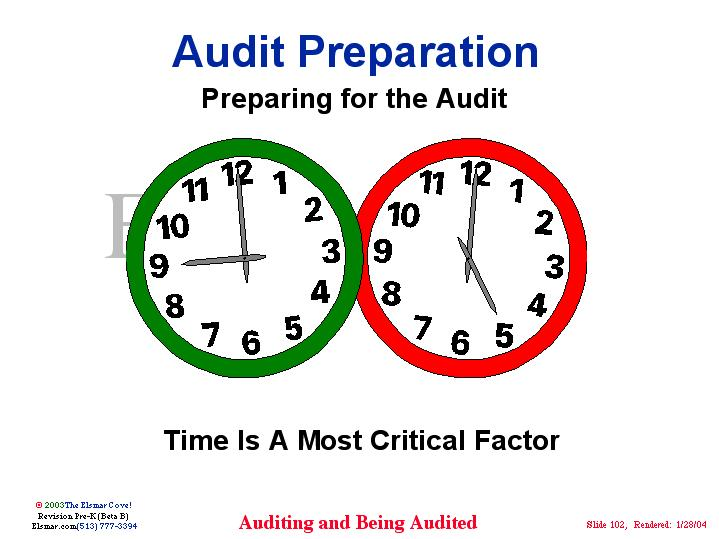 Audit Preparation
Preparing for the Audit
E
12
11
1
10
2
9
3
8
4
7
6
5
12
11
1
10
2
9
3
8
4
7
6
5
Time Is A Most Critical Factor
© 2003The Elsmar Cove!
Revision Pre-K (Beta B)
Elsmar.com(513) 777-3394
Auditing and Being Audited
Slide 102, Rendered: 1/28/04